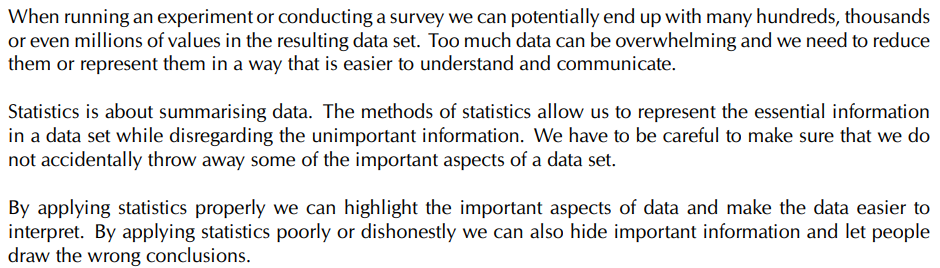 When running an experiment or conducting a survey we can potentially end up with many hundreds, thousands
or even millions of values in the resulting data set. Too much data can be overwhelming and we need to reduce
them or represent them in a way that is easier to understand and communicate.
Statistics is about summarising data. The methods of statistics allow us to represent the essential information
in a data set while disregarding the unimportant information. We have to be careful to make sure that we do
not accidentally throw away some of the important aspects of a data set.
By applying statistics properly we can highlight the important aspects of data and make the data easier to
interpret. By applying statistics poorly or dishonestly we can also hide important information and let people
draw the wrong conclusions.